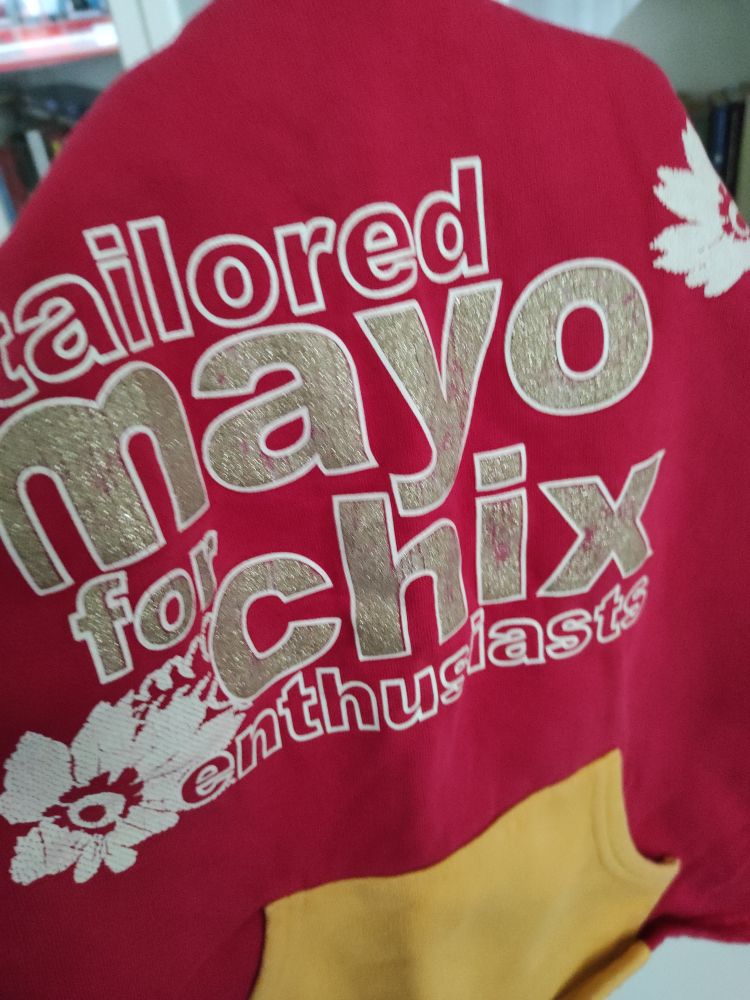 tailored
mayo
for chix
enthusiasts